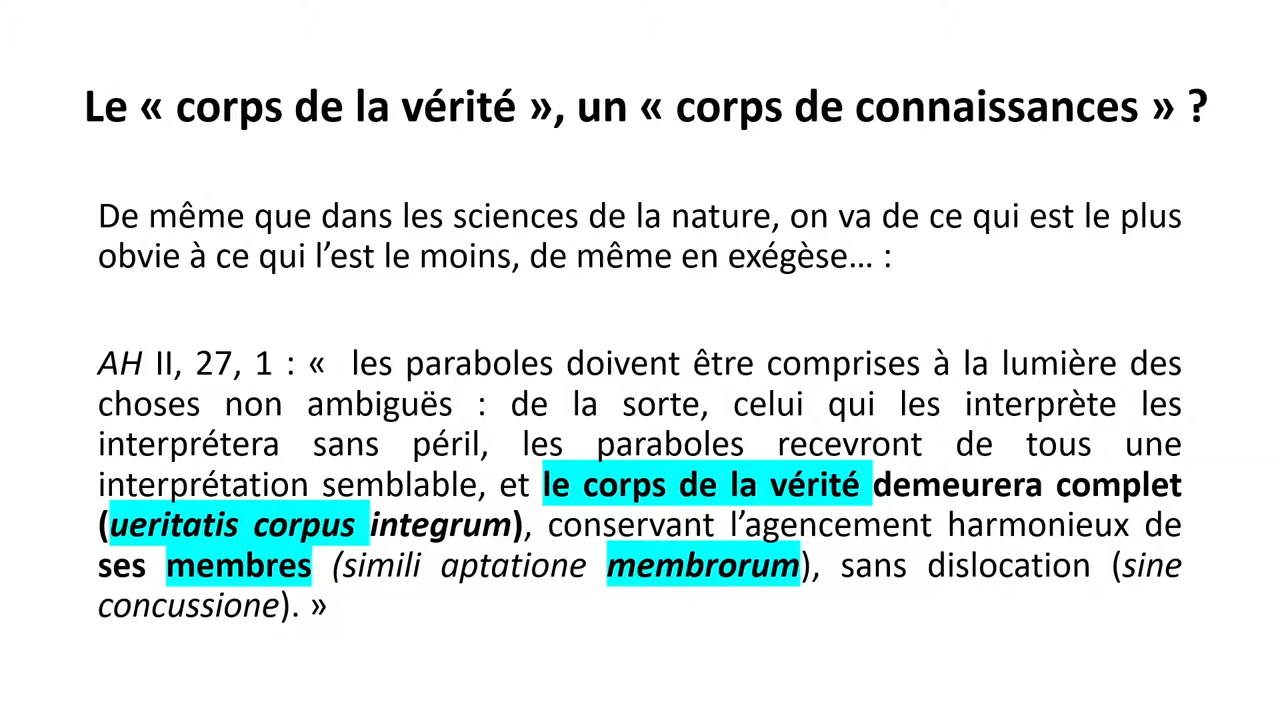 Le « corps de la vérité », un « corps de connaissances » ?
De même que dans les sciences de la nature, on va de ce qui est le plus
obvie à ce qui l’est le moins, de même en exégèse… :
AH II, 27, 1 : « les paraboles doivent être comprises à la lumière des
choses non ambiguës : de la sorte, celui qui les interprète les
interprétera sans péril, les paraboles recevront de tous une
interprétation semblable, et le corps de la vérité demeurera complet
(ueritatis corpus integrum), conservant l’agencement harmonieux de
ses membres (simili aptatione membrorum), sans dislocation (sine
concussione). »